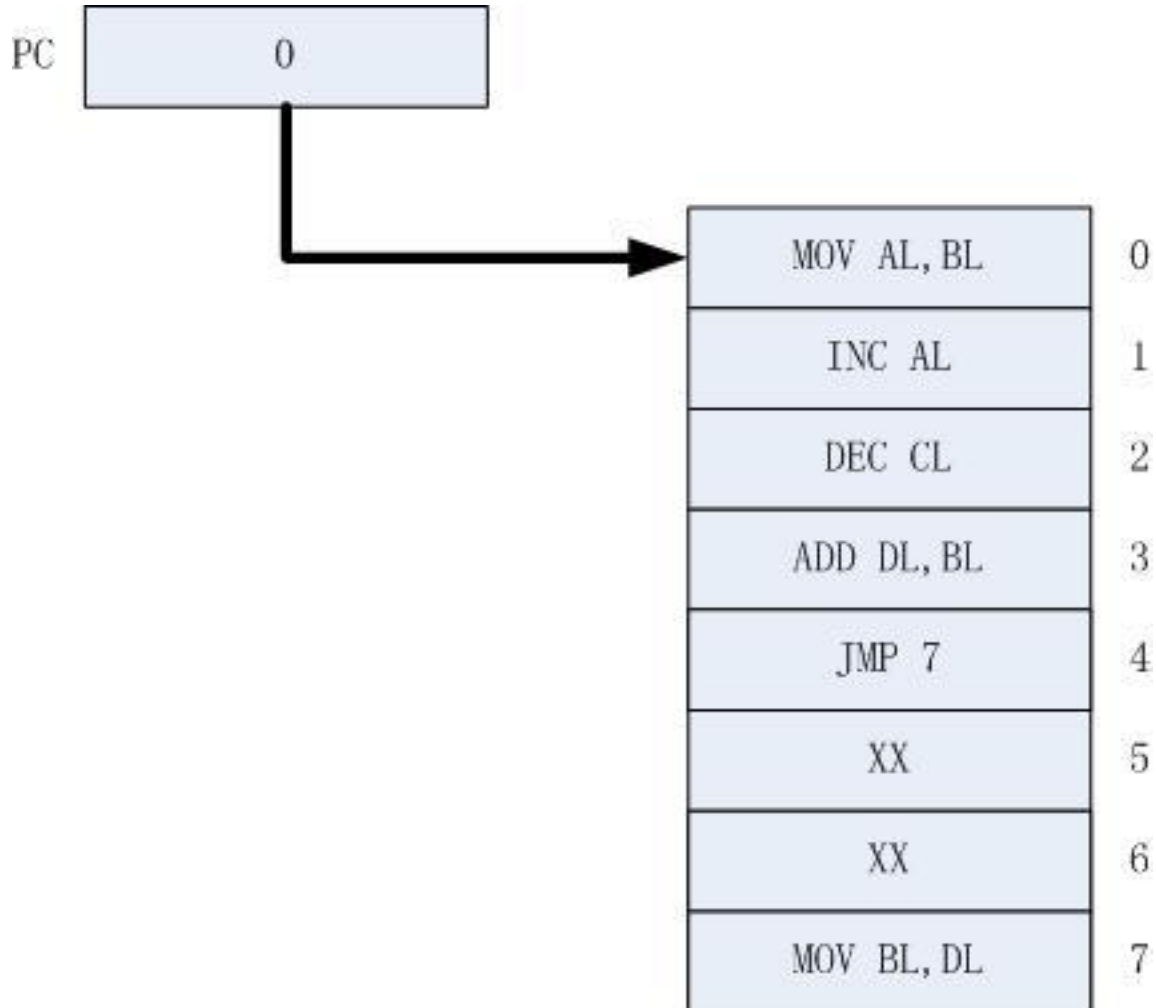 PC 0
MOV AL,BL 0
INC AL 1
DEC CL 2
ADD DL,BL 3
JMP 7 4
XX 5
XX 6
MOV BL,DL 7